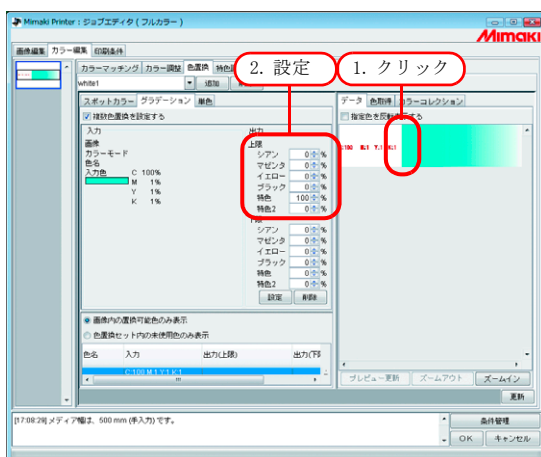 Mimaki Printer : ジョブエディタ ( フルカラー )
Mimaki
画像編集 カラー編集 印刷条件
カラーマッチング カラー調整 色置換
2. 設定
1. クリック
white1
追加
スポットカラー グラデーション 単色
複数色置換を設定する
入力
画像
カラーモード
色名
入力色 C 100%
M 1%
Y 1%
K 1%
出力
上限
シアン 0 %
マゼンタ 0 %
イエロー 0 %
ブラック 0 %
特色 100 %
特色2 0 %
下限
シアン 0 %
マゼンタ 0 %
イエロー 0 %
ブラック 0 %
特色 0 %
特色2 0 %
設定 削除
画像内の置換可能色のみ表示
色置換セット内の未使用色のみ表示
色名 入力 出力(上限) 出力(下
C:100 M:1 Y:1 K:1
データ 色取得 カラーコレクション
指定色を反転表示する
C:100 M:1 Y:1 K:1
プレビュー更新 ズームアウト ズームイン
更新
[17:08:29] メディア幅は、500 mm (手入力) です。
条件管理
OK キャンセル